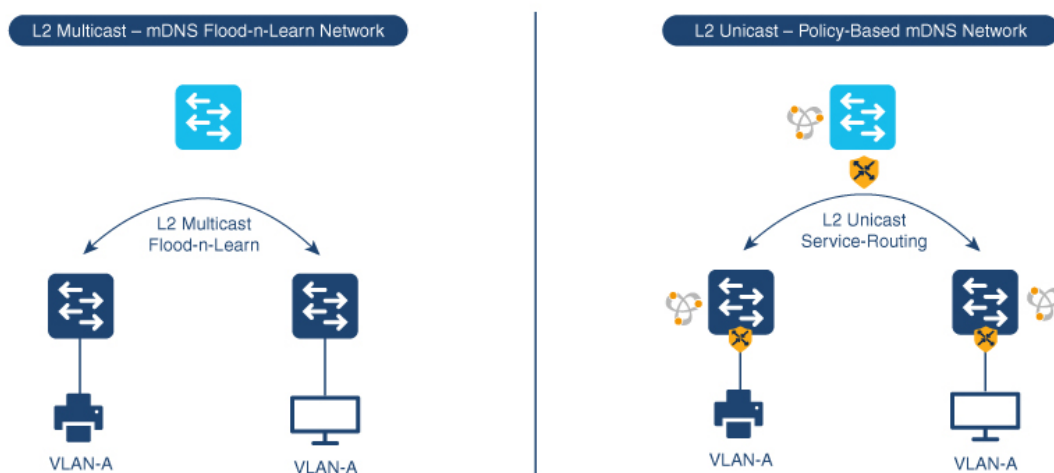 L2 Multicast – mDNS Flood-n-Learn Network
L2 Multicast
Flood-n-Learn
VLAN-A
VLAN-A
L2 Unicast – Policy-Based mDNS Network
L2 Unicast
Service-Routing
VLAN-A
VLAN-A